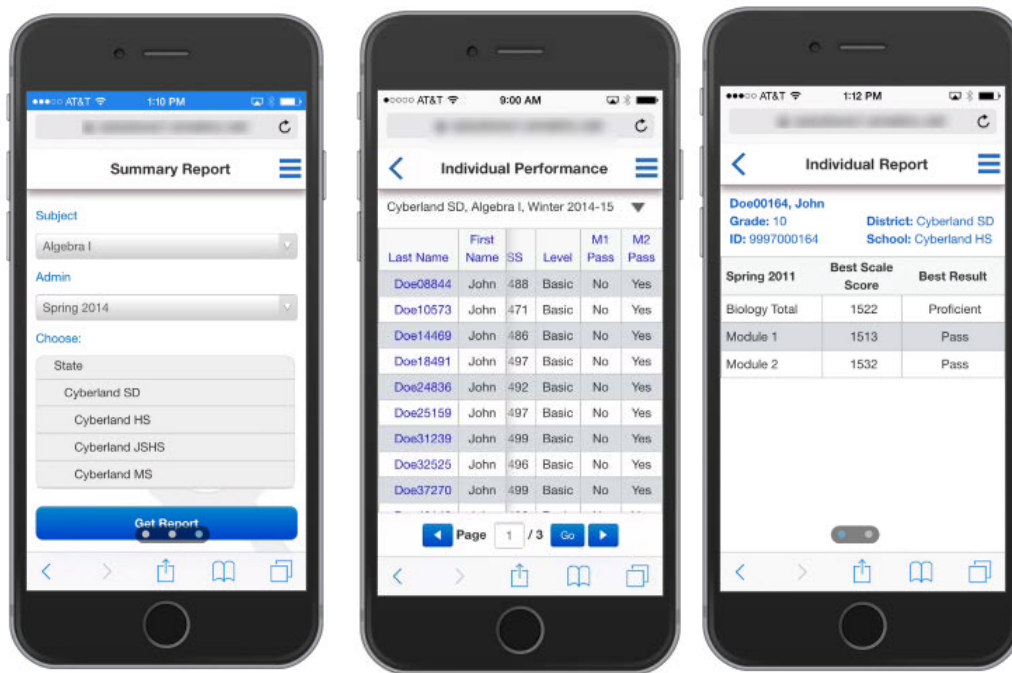 AT&T 1:10 PM
Summary Report
Subject
Algebra I
Admin
Spring 2014
Choose:
State
Cyberland SD
Cyberland HS
Cyberland JSHS
Cyberland MS
Get Report
AT&T 9:00 AM
Individual Performance
Cyberland SD, Algebra I, Winter 2014-15
Last Name First Name SS Level M1 Pass M2 Pass
Doe08844 John 488 Basic No Yes
Doe10573 John 471 Basic No Yes
Doe14469 John 486 Basic No Yes
Doe18491 John 497 Basic No Yes
Doe24836 John 492 Basic No Yes
Doe25159 John 497 Basic No Yes
Doe31239 John 499 Basic No Yes
Doe32525 John 496 Basic No Yes
Doe37270 John 499 Basic No Yes
Page 1 / 3 Go
AT&T 1:12 PM
Individual Report
Doe00164, John
Grade: 10 District: Cyberland SD
ID: 9997000164 School: Cyberland HS
Spring 2011 Best Scale Score Best Result
Biology Total 1522 Proficient
Module 1 1513 Pass
Module 2 1532 Pass